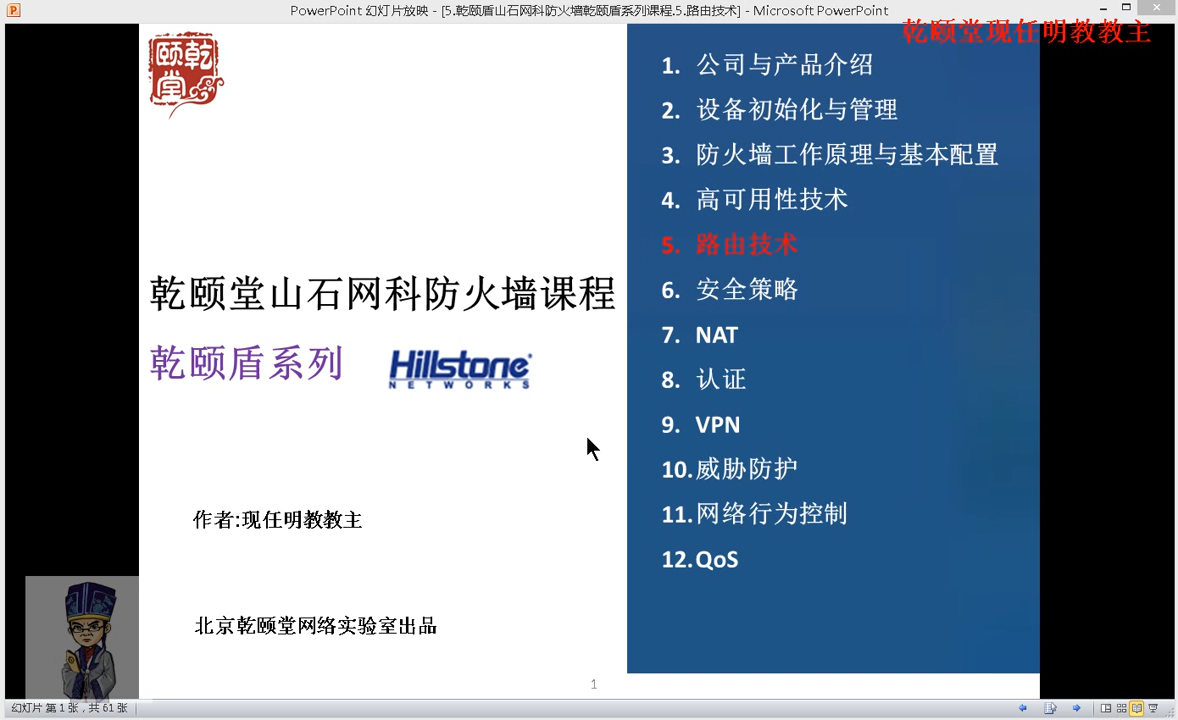 PowerPoint 幻灯片放映 - [5.乾颐盾山石网科防火墙乾颐盾系列课程.5.路由技术] - Microsoft PowerPoint
乾颐堂现任明教教主
乾颐堂
1. 公司与产品介绍
2. 设备初始化与管理
3. 防火墙工作原理与基本配置
4. 高可用性技术
5. 路由技术
6. 安全策略
7. NAT
8. 认证
9. VPN
10.威胁防护
11.网络行为控制
12.QoS
乾颐堂山石网科防火墙课程
乾颐盾系列
Hillstone
NETWORKS
作者:现任明教教主
北京乾颐堂网络实验室出品
1
幻灯片 第 1 张，共 61 张